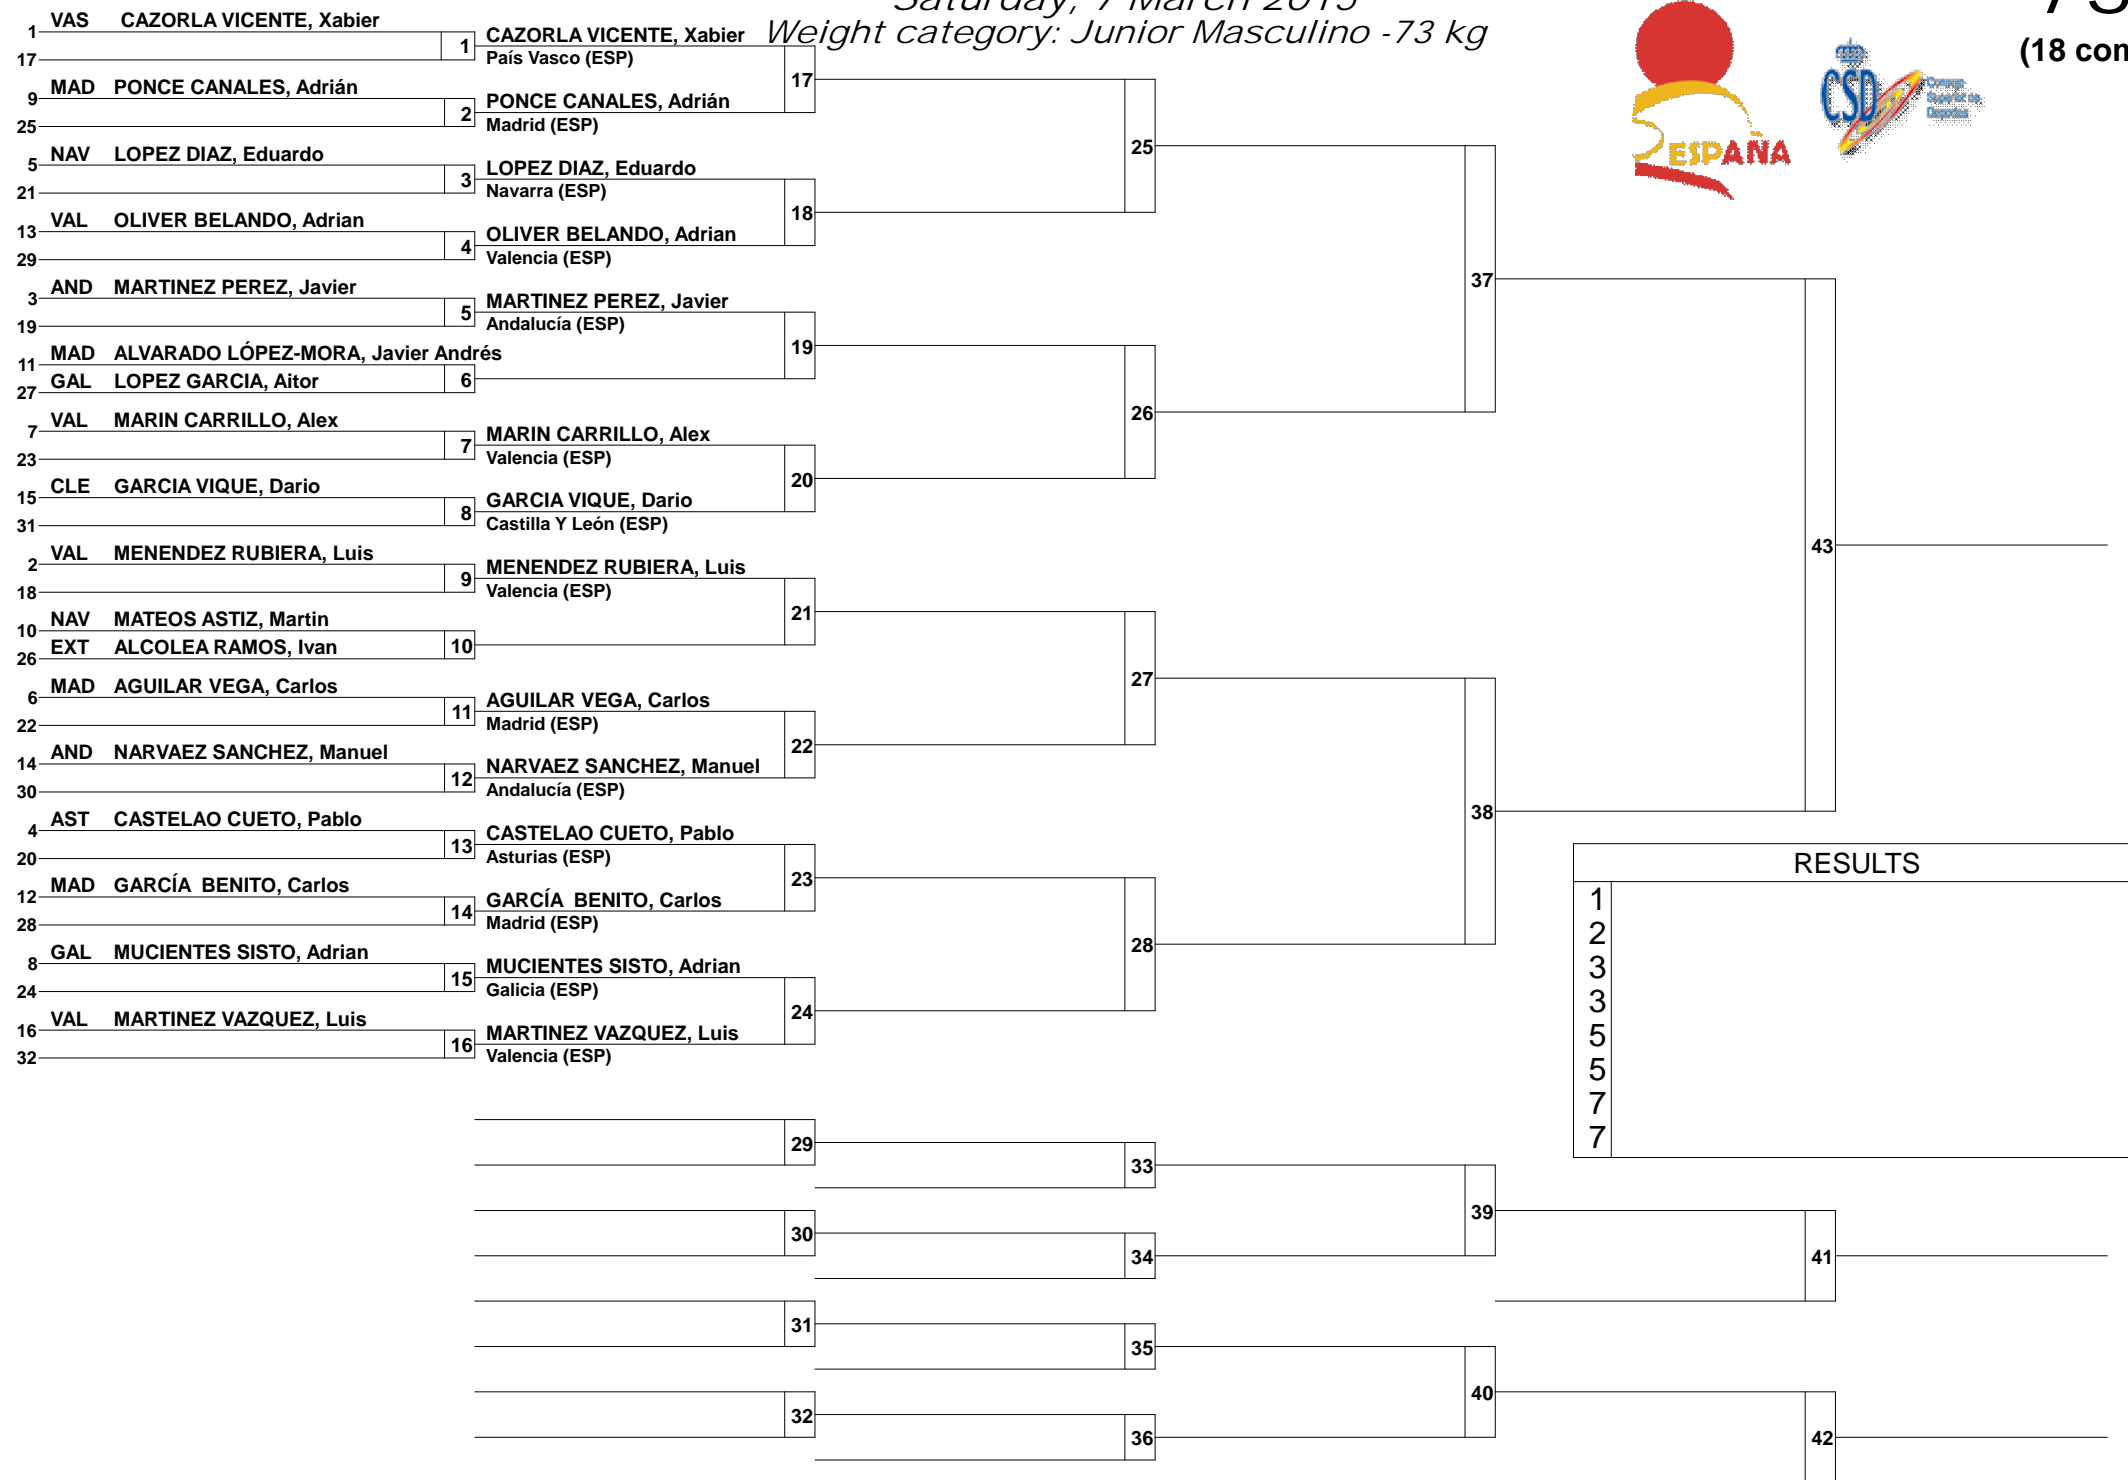 Saturday, 7 March 2015
Weight category: Junior Masculino -73 kg
(18 com
CSD
ESPAÑA
1 VAS CAZORLA VICENTE, Xabier
17
1 CAZORLA VICENTE, Xabier
País Vasco (ESP)
9 MAD PONCE CANALES, Adrián
25
2 PONCE CANALES, Adrián
Madrid (ESP)
17
5 NAV LOPEZ DIAZ, Eduardo
21
3 LOPEZ DIAZ, Eduardo
Navarra (ESP)
13 VAL OLIVER BELANDO, Adrian
29
4 OLIVER BELANDO, Adrian
Valencia (ESP)
18
25
3 AND MARTINEZ PEREZ, Javier
19
5 MARTINEZ PEREZ, Javier
Andalucía (ESP)
11 MAD ALVARADO LÓPEZ-MORA, Javier Andrés
27 GAL LOPEZ GARCIA, Aitor
6
19
7 VAL MARIN CARRILLO, Alex
23
7 MARIN CARRILLO, Alex
Valencia (ESP)
15 CLE GARCIA VIQUE, Dario
31
8 GARCIA VIQUE, Dario
Castilla Y León (ESP)
20
26
37
2 VAL MENENDEZ RUBIERA, Luis
18
9 MENENDEZ RUBIERA, Luis
Valencia (ESP)
10 NAV MATEOS ASTIZ, Martin
26 EXT ALCOLEA RAMOS, Ivan
10
21
6 MAD AGUILAR VEGA, Carlos
22
11 AGUILAR VEGA, Carlos
Madrid (ESP)
14 AND NARVAEZ SANCHEZ, Manuel
30
12 NARVAEZ SANCHEZ, Manuel
Andalucía (ESP)
22
27
4 AST CASTELAO CUETO, Pablo
20
13 CASTELAO CUETO, Pablo
Asturias (ESP)
12 MAD GARCÍA BENITO, Carlos
28
14 GARCÍA BENITO, Carlos
Madrid (ESP)
23
8 GAL MUCIENTES SISTO, Adrian
24
15 MUCIENTES SISTO, Adrian
Galicia (ESP)
16 VAL MARTINEZ VAZQUEZ, Luis
32
16 MARTINEZ VAZQUEZ, Luis
Valencia (ESP)
24
28
38
43
RESULTS
1
2
3
3
5
5
7
7
29
33
30
34
39
41
31
35
32
36
40
42